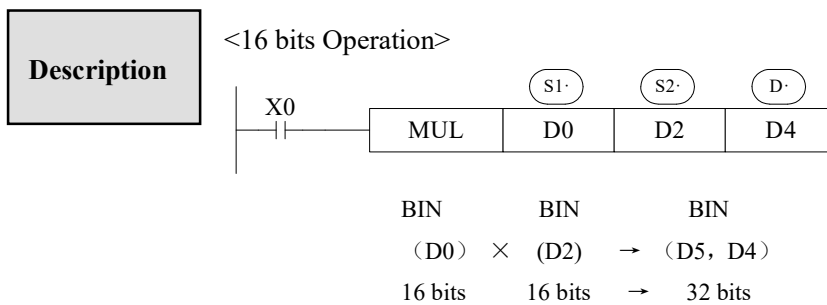 Description
<16 bits Operation>
S1· S2· D·
X0
MUL D0 D2 D4
BIN BIN BIN
（D0） × (D2) → （D5，D4）
16 bits 16 bits → 32 bits